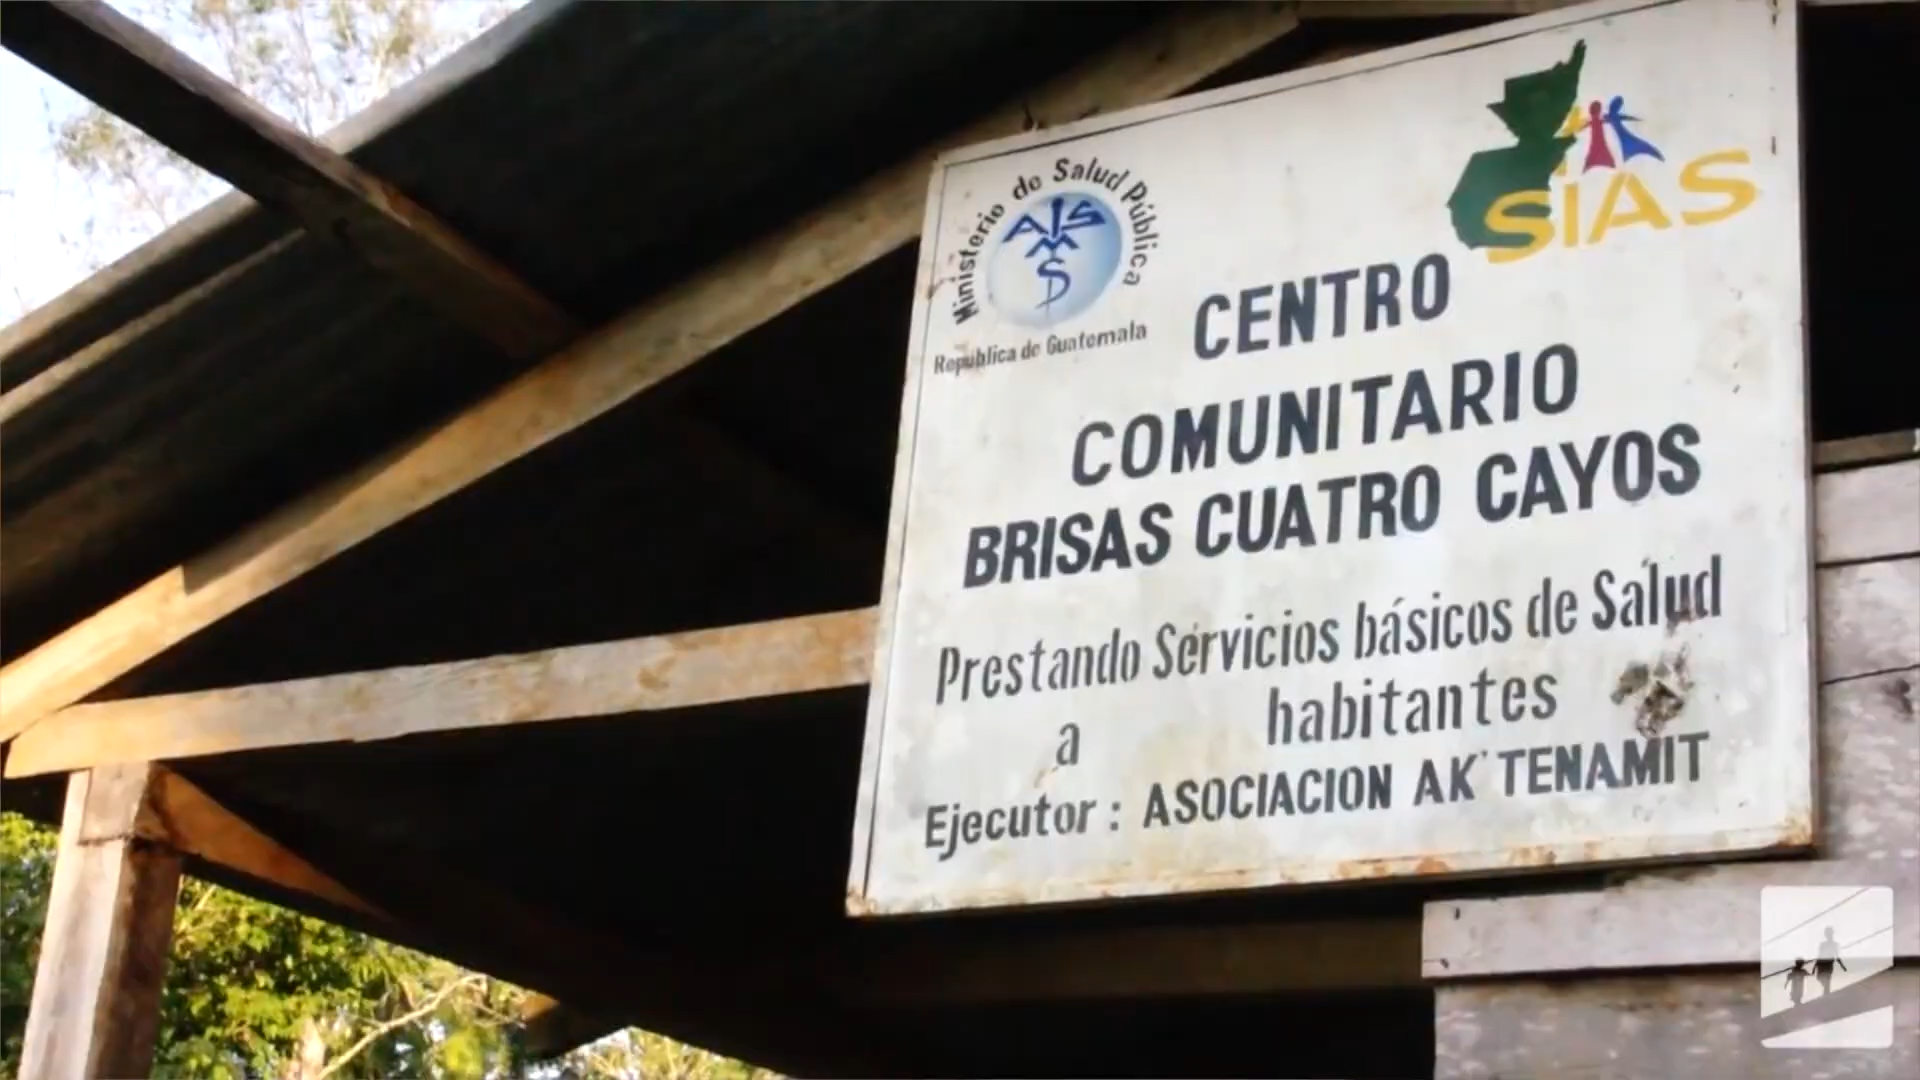 Ministerio de Salud Pública
República de Guatemala
SIAS
CENTRO
COMUNITARIO
BRISAS CUATRO CAYOS
Prestando Servicios básicos de Salud
a habitantes
Ejecutor : ASOCIACION AK' TENAMIT